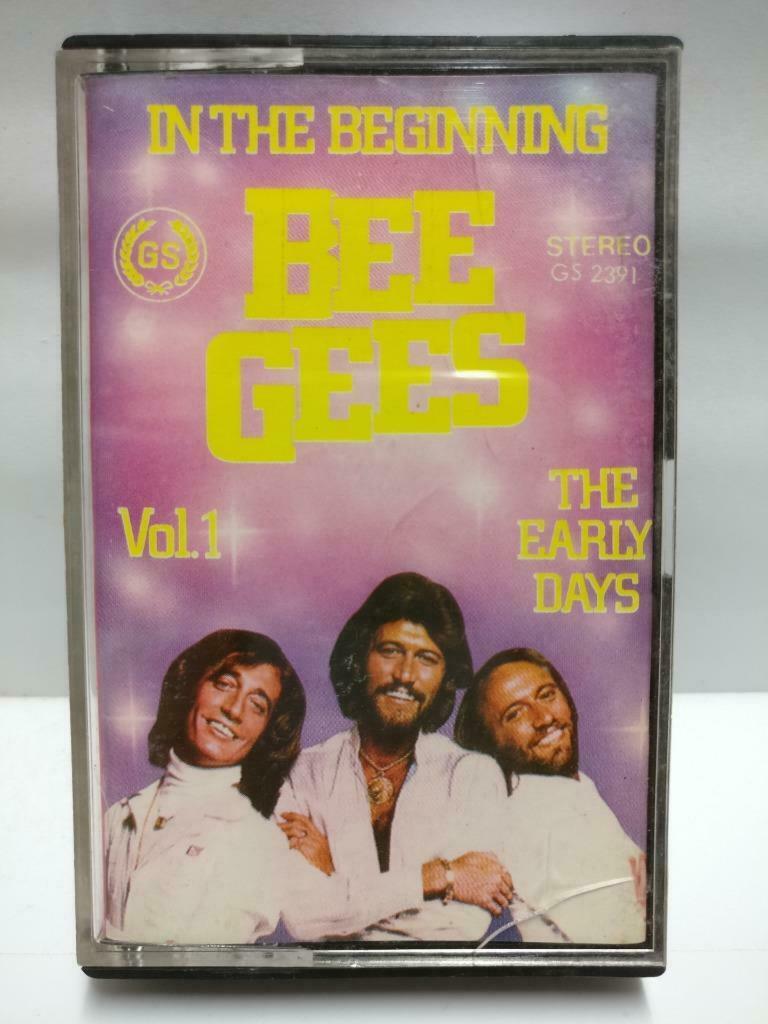 IN THE BEGINNING
BEE
GEES
GS
STEREO
GS 2391
Vol.1
THE
EARLY
DAYS